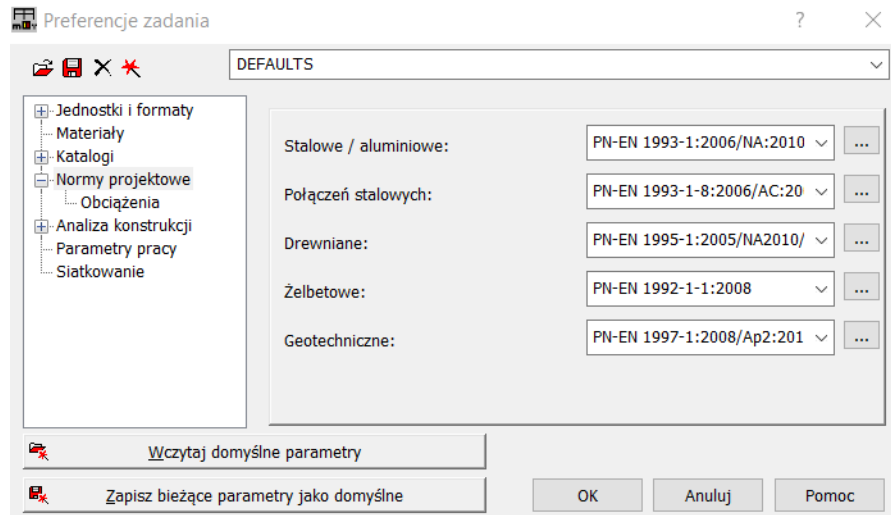 Preferencje zadania
DEFAULTS
Jednostki i formaty
Materiały
Katalogi
Normy projektowe
Obciążenia
Analiza konstrukcji
Parametry pracy
Siatkowanie
Stalowe / aluminiowe: PN-EN 1993-1:2006/NA:2010 ...
Połączeń stalowych: PN-EN 1993-1-8:2006/AC:20 ...
Drewniane: PN-EN 1995-1:2005/NA2010/ ...
Żelbetowe: PN-EN 1992-1-1:2008 ...
Geotechniczne: PN-EN 1997-1:2008/Ap2:201 ...
Wczytaj domyślne parametry
Zapisz bieżące parametry jako domyślne
OK Anuluj Pomoc